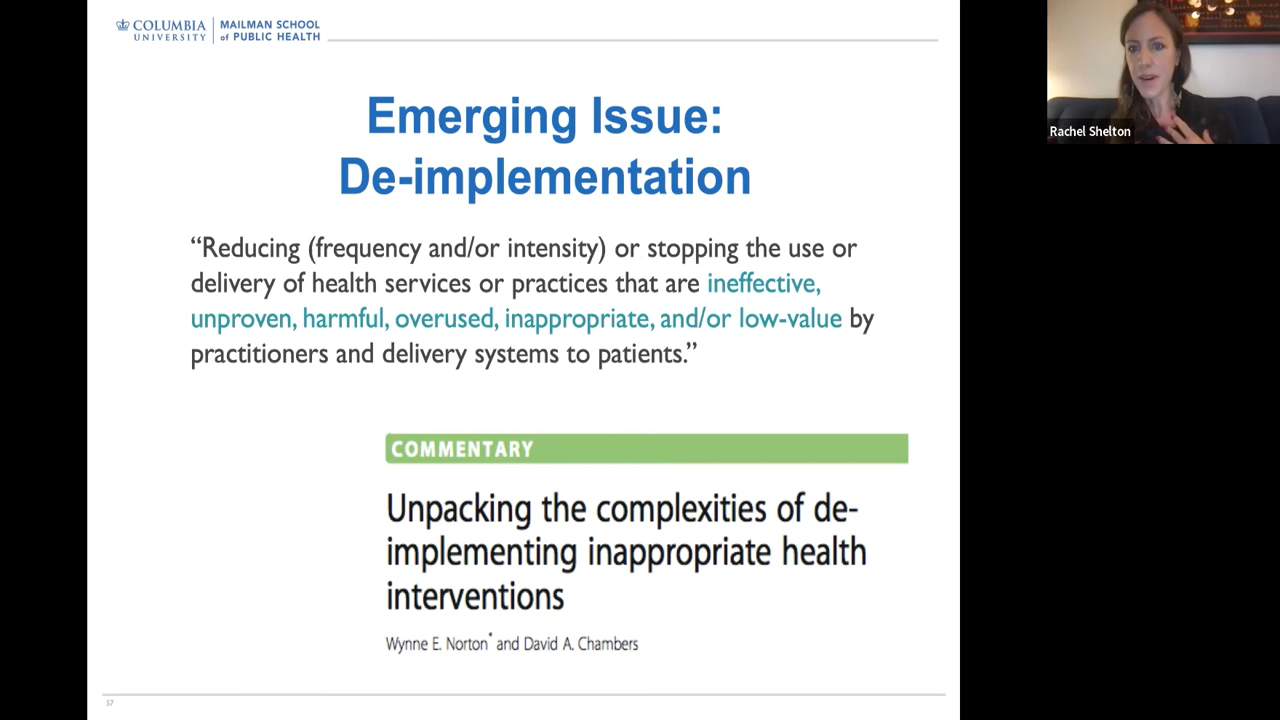 COLUMBIA UNIVERSITY
MAILMAN SCHOOL of PUBLIC HEALTH
Emerging Issue:
De-implementation
“Reducing (frequency and/or intensity) or stopping the use or
delivery of health services or practices that are ineffective,
unproven, harmful, overused, inappropriate, and/or low-value by
practitioners and delivery systems to patients.”
COMMENTARY
Unpacking the complexities of de-
implementing inappropriate health
interventions
Wynne E. Norton* and David A. Chambers
57
Rachel Shelton